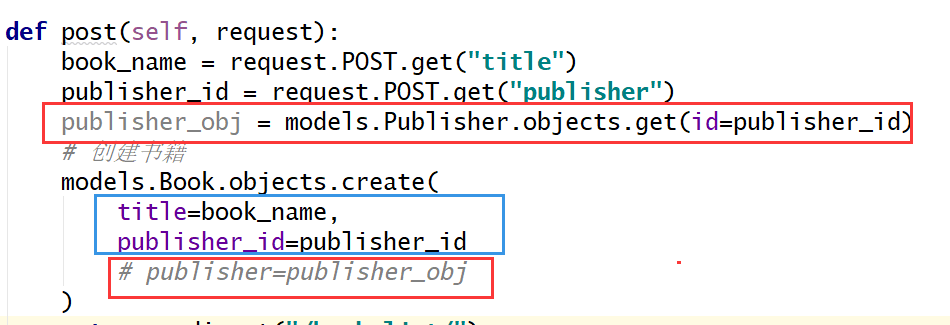 def post(self, request):
book_name = request.POST.get("title")
publisher_id = request.POST.get("publisher")
publisher_obj = models.Publisher.objects.get(id=publisher_id)
# 创建书籍
models.Book.objects.create(
title=book_name,
publisher_id=publisher_id
# publisher=publisher_obj
)